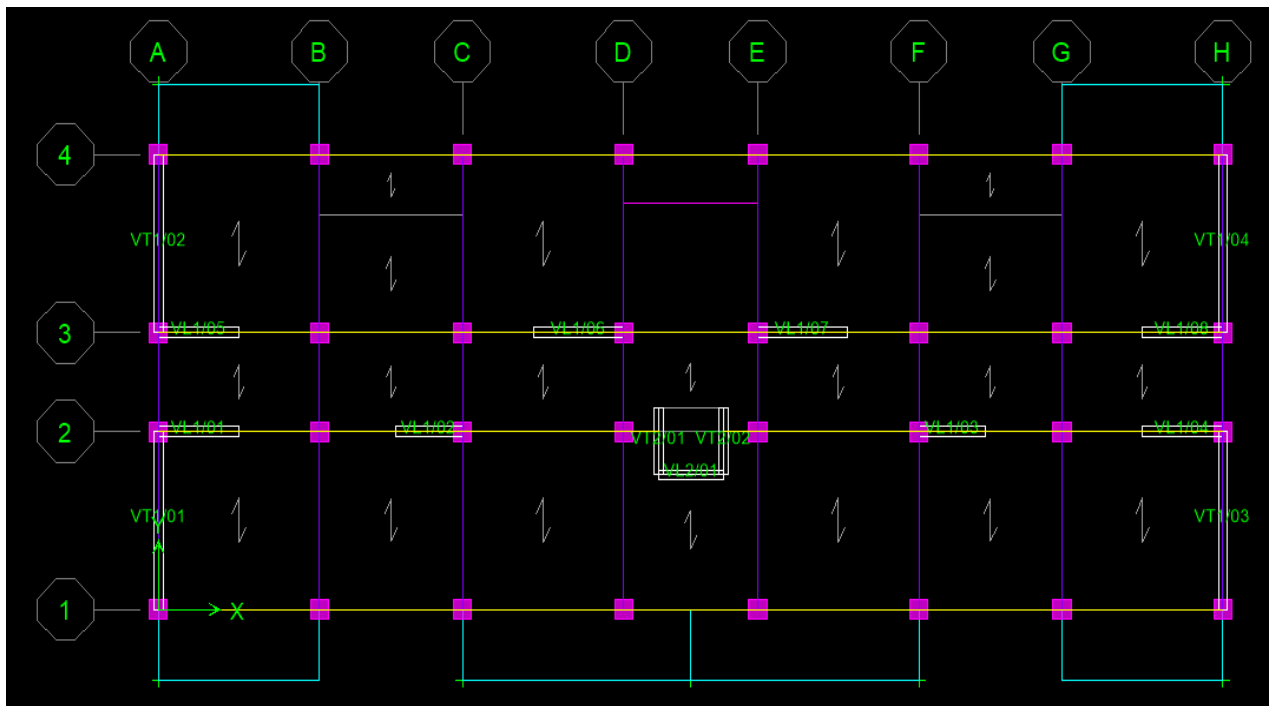 A B C D E F G H
4
VT1/02 VT1/04
3 VL1/05 VL1/06 VL1/07 VL1/08
2 VL1/01 VL1/02 VL1/03 VL1/04
VT2/01 VT2/02
VL2/01
VT1/01 VT1/03
Y
1 X